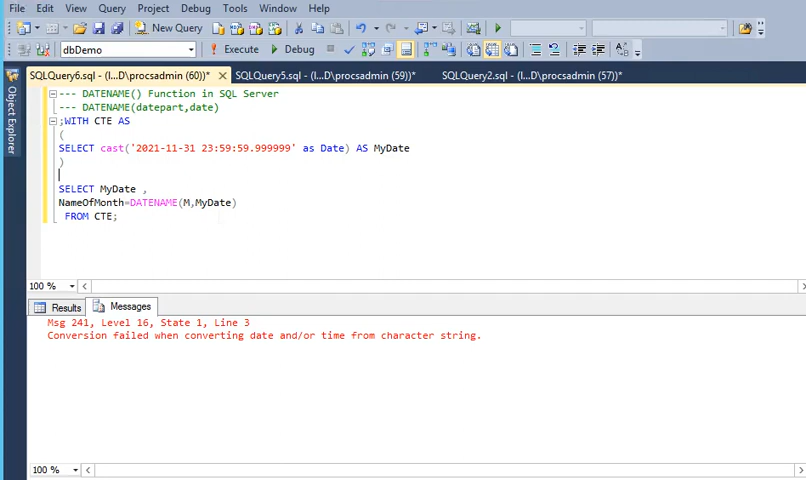 File Edit View Query Project Debug Tools Window Help
New Query
dbDemo Execute Debug
SQLQuery6.sql - (l...D\procsadmin (60))* SQLQuery5.sql - (l...D\procsadmin (59))* SQLQuery2.sql - (l...D\procsadmin (57))*
Object Explorer
--- DATENAME() Function in SQL Server
--- DATENAME(datepart,date)
;WITH CTE AS
(
SELECT cast('2021-11-31 23:59:59.999999' as Date) AS MyDate
)
SELECT MyDate ,
NameOfMonth=DATENAME(M,MyDate)
FROM CTE;
100 %
Results Messages
Msg 241, Level 16, State 1, Line 3
Conversion failed when converting date and/or time from character string.
100 %